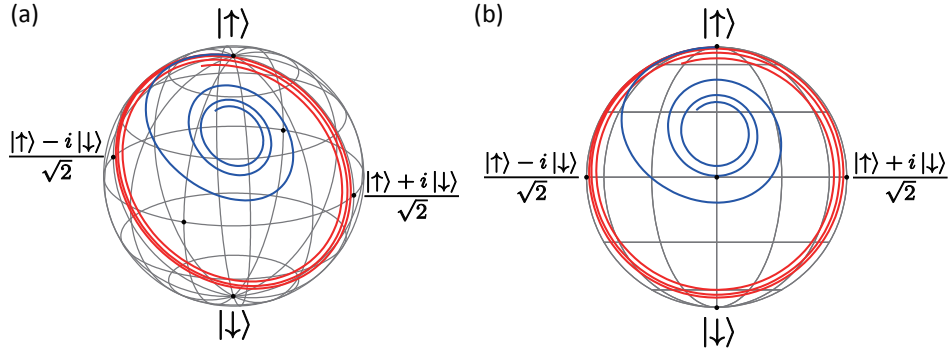 (a)
|↑⟩
|↑⟩ − i |↓⟩
√2
|↑⟩ + i |↓⟩
√2
|↓⟩
(b)
|↑⟩
|↑⟩ − i |↓⟩
√2
|↑⟩ + i |↓⟩
√2
|↓⟩